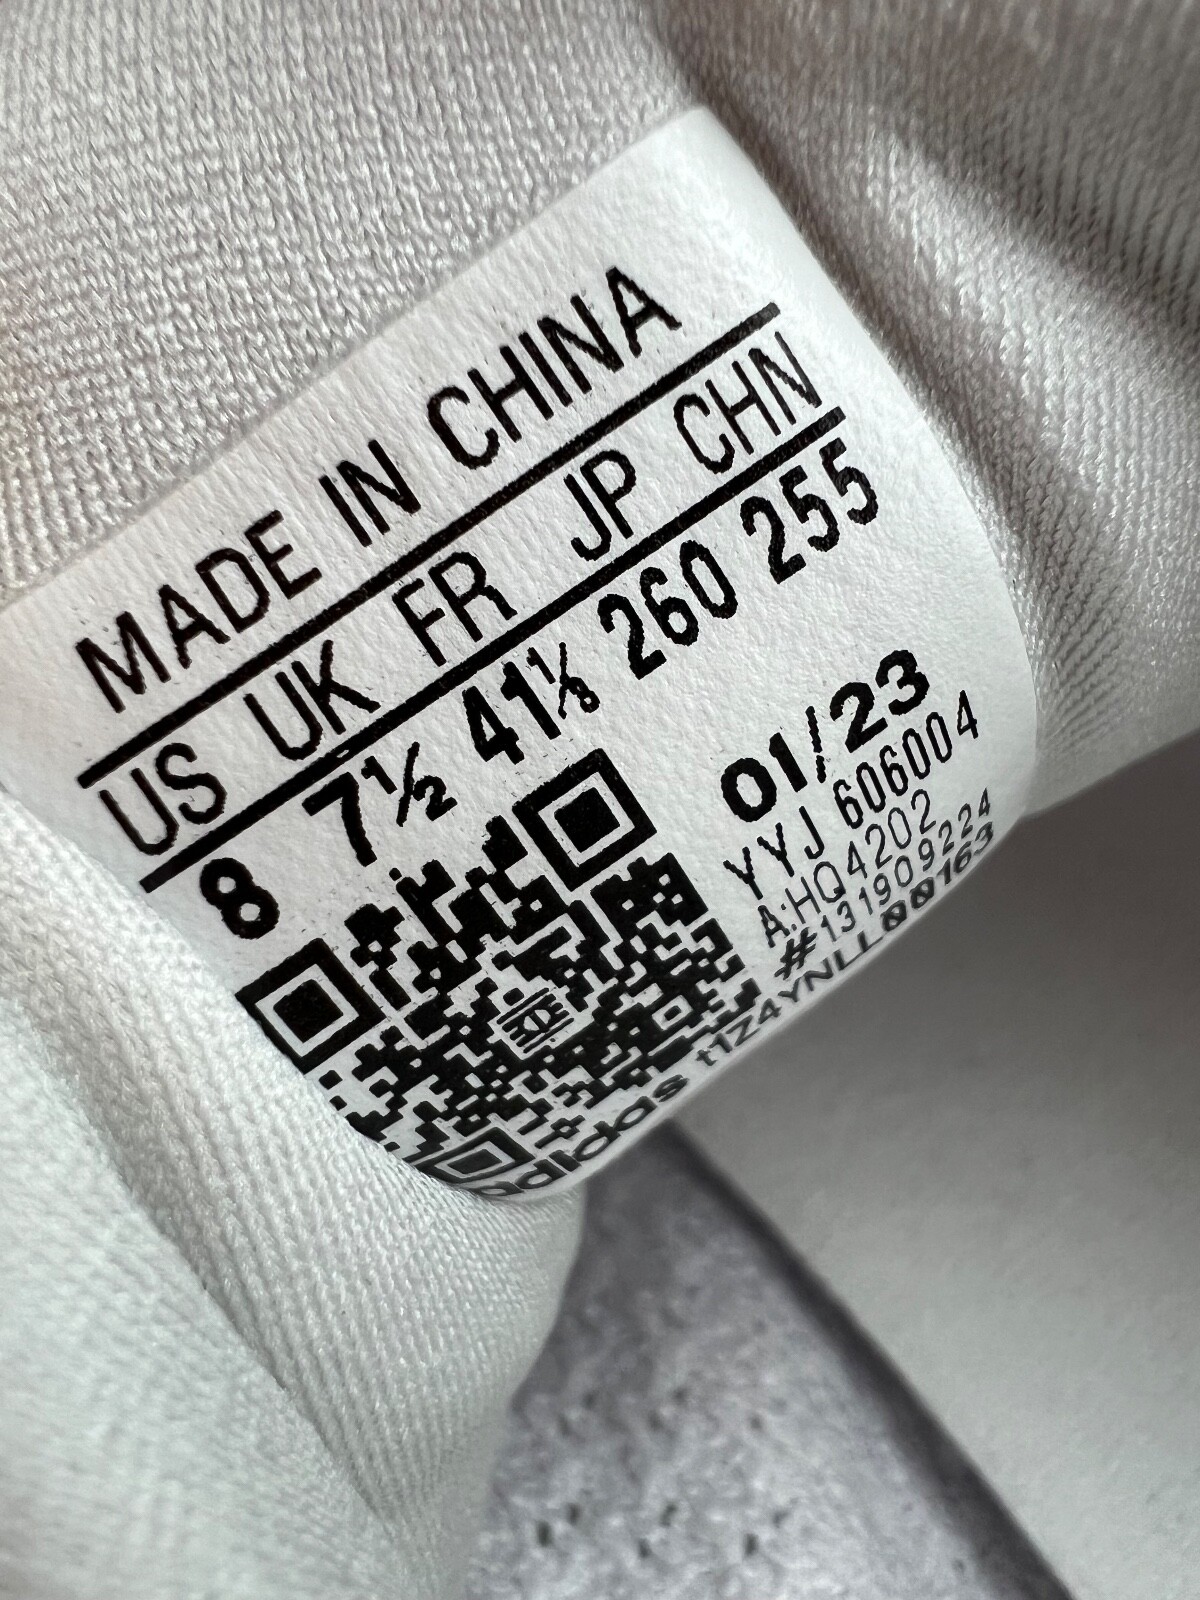 MADE IN CHINA
US UK FR JP CHN
8 7½ 41⅓ 260 255
01/23
YYJ 606004
A:HQ4202
#131909224
adidas t1Z4YNLL00163